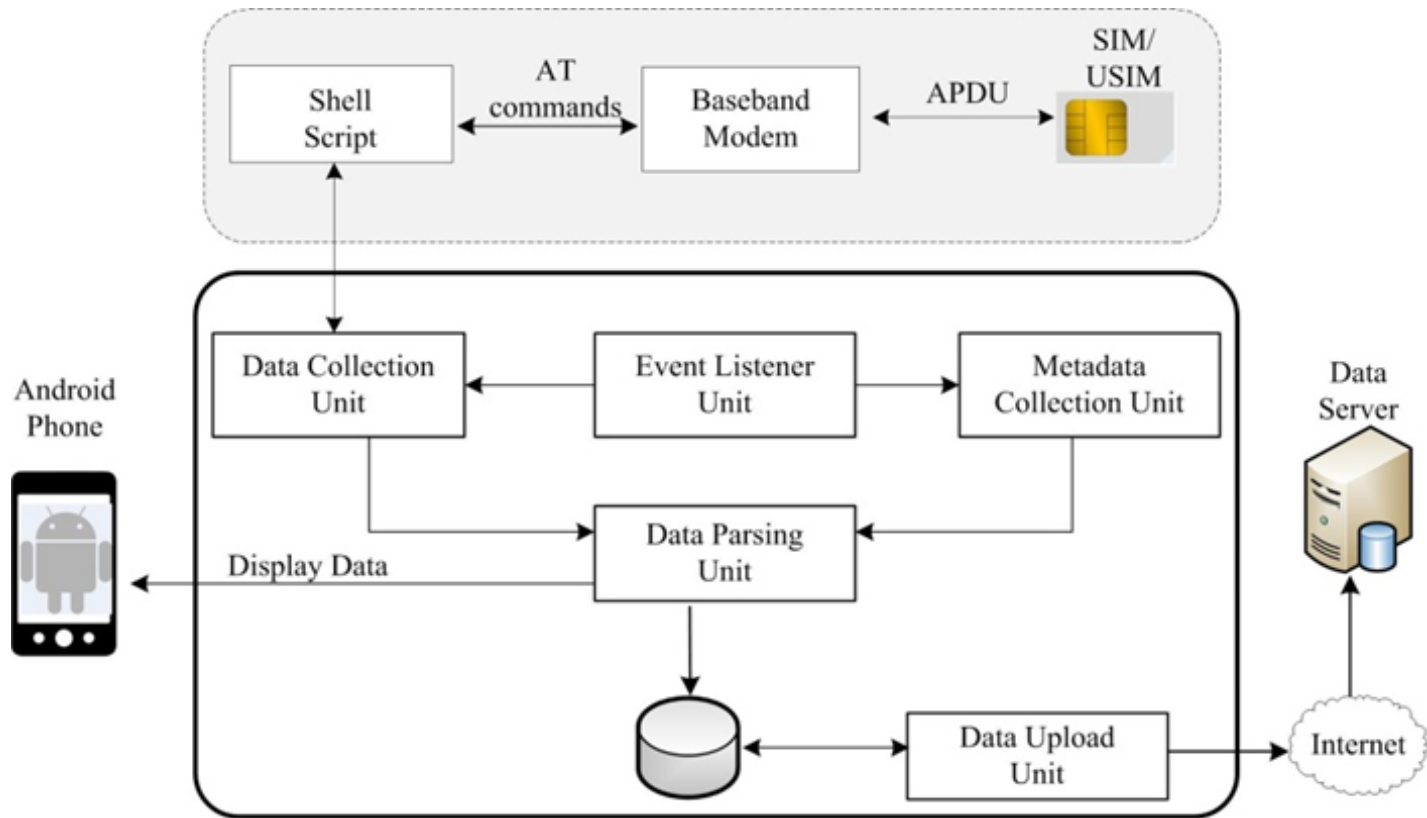 SIM/
USIM
AT
commands
APDU
Shell
Script
Baseband
Modem
Data Collection
Unit
Event Listener
Unit
Metadata
Collection Unit
Android
Phone
Data
Server
Data Parsing
Unit
Display Data
Data Upload
Unit
Internet